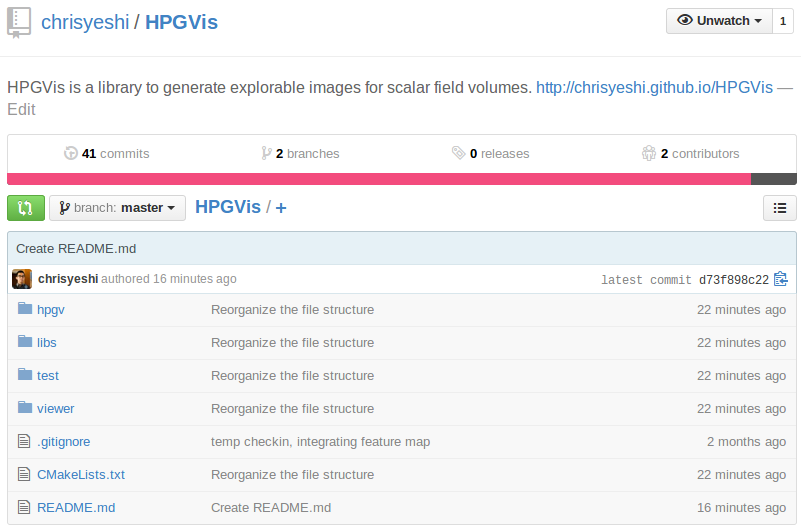 chrisyeshi / HPGVis
Unwatch 1
HPGVis is a library to generate explorable images for scalar field volumes. http://chrisyeshi.github.io/HPGVis —
Edit
41 commits 2 branches 0 releases 2 contributors
branch: master HPGVis / +
Create README.md
chrisyeshi authored 16 minutes ago latest commit d73f898c22
hpgv Reorganize the file structure 22 minutes ago
libs Reorganize the file structure 22 minutes ago
test Reorganize the file structure 22 minutes ago
viewer Reorganize the file structure 22 minutes ago
.gitignore temp checkin, integrating feature map 2 months ago
CMakeLists.txt Reorganize the file structure 22 minutes ago
README.md Create README.md 16 minutes ago